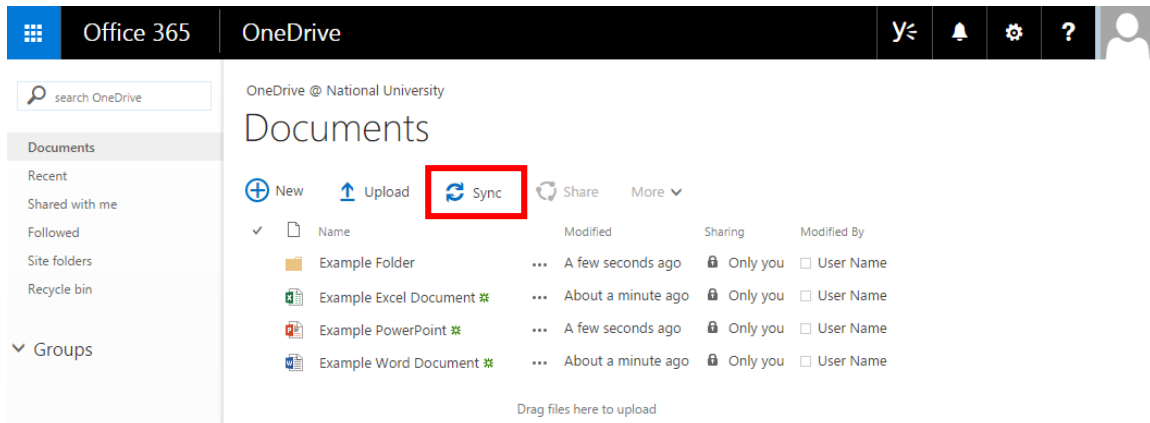 Office 365 OneDrive ?
search OneDrive
OneDrive @ National University
Documents
Documents
Recent
Shared with me
Followed
Site folders
Recycle bin
Groups
New Upload Sync Share More
Name Modified Sharing Modified By
Example Folder ... A few seconds ago Only you User Name
Example Excel Document ... About a minute ago Only you User Name
Example PowerPoint ... A few seconds ago Only you User Name
Example Word Document ... About a minute ago Only you User Name
Drag files here to upload